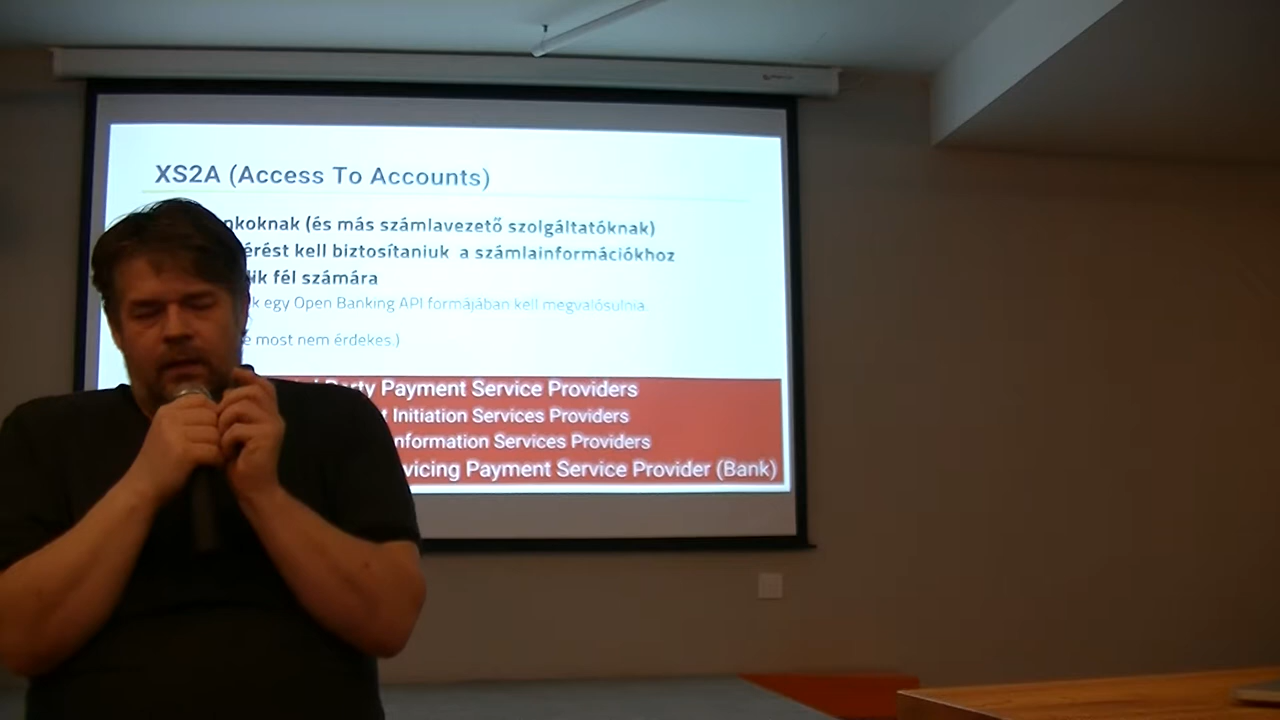 XS2A (Access To Accounts)
nkoknak (és más számlavezető szolgáltatóknak)
érést kell biztosítaniuk a számlainformációkhoz
ik fél számára
k egy Open Banking API formájában kell megvalósulnia.
e most nem érdekes.)
Party Payment Service Providers
t Initiation Services Providers
nformation Services Providers
vicing Payment Service Provider (Bank)